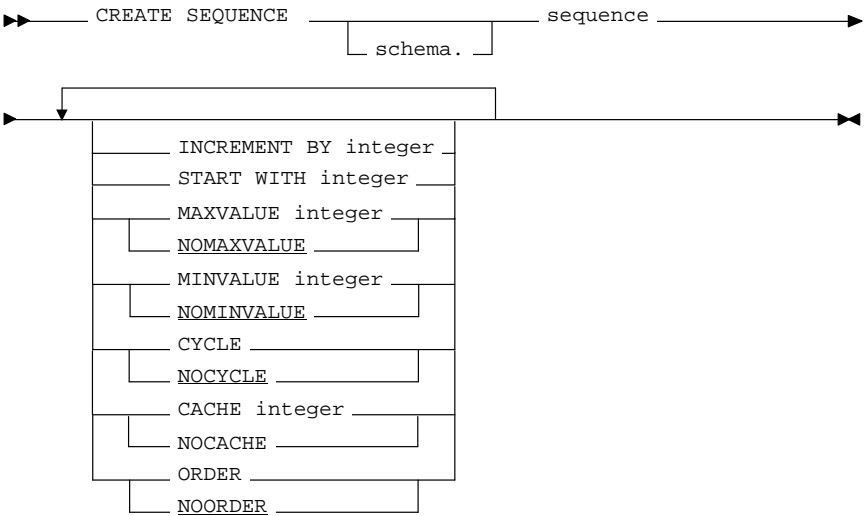 CREATE SEQUENCE sequence
schema.
INCREMENT BY integer
START WITH integer
MAXVALUE integer
NOMAXVALUE
MINVALUE integer
NOMINVALUE
CYCLE
NOCYCLE
CACHE integer
NOCACHE
ORDER
NOORDER